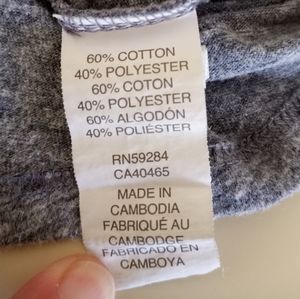 60% COTTON
40% POLYESTER
60% COTON
40% POLYESTER
60% ALGODÓN
40% POLIÉSTER
RN59284
CA40465
MADE IN
CAMBODIA
FABRIQUÉ AU
CAMBODGE
FABRICADO EN
CAMBOYA